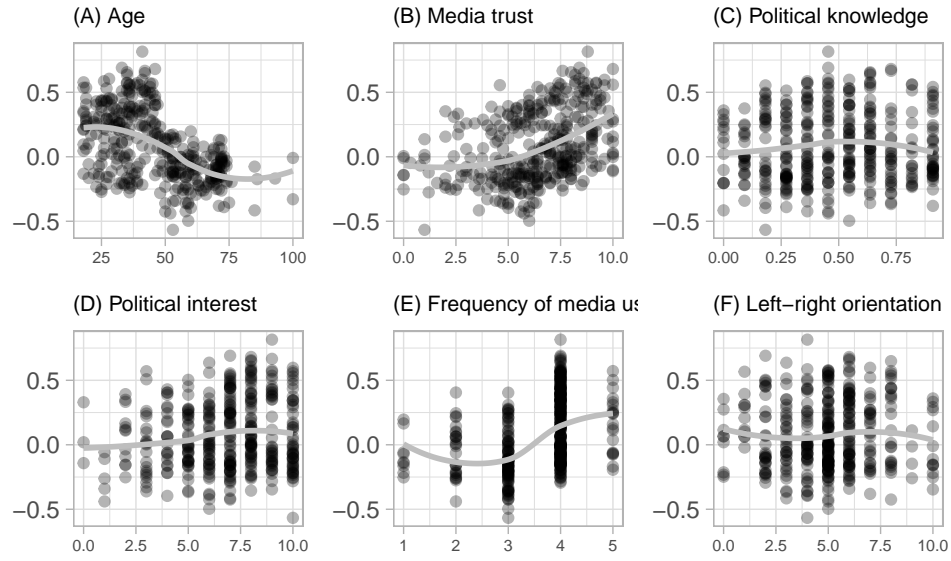 (A) Age
(B) Media trust
(C) Political knowledge
0.5
0.0
−0.5
25 50 75 100
0.5
0.0
−0.5
0.0 2.5 5.0 7.5 10.0
0.5
0.0
−0.5
0.00 0.25 0.50 0.75
(D) Political interest
(E) Frequency of media us
(F) Left−right orientation
0.5
0.0
−0.5
0.0 2.5 5.0 7.5 10.0
0.5
0.0
−0.5
1 2 3 4 5
0.5
0.0
−0.5
0.0 2.5 5.0 7.5 10.0